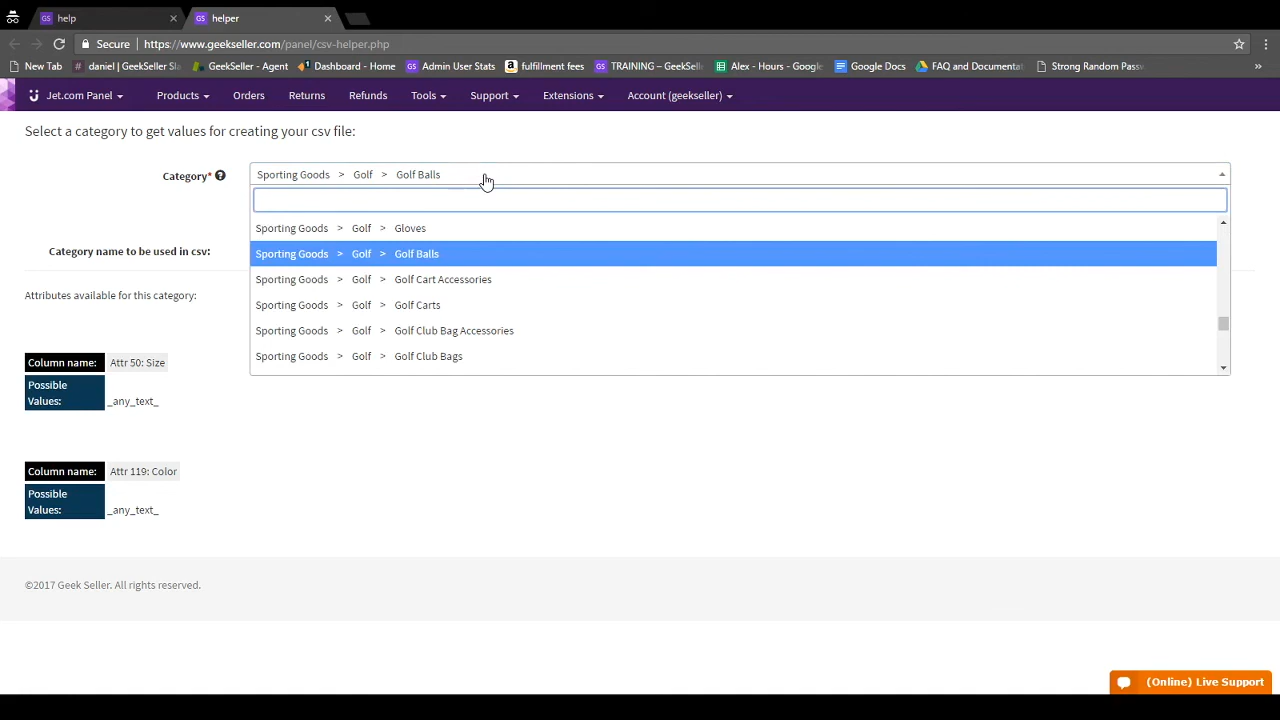 GS help ×
GS helper ×
Secure https://www.geekseller.com/panel/csv-helper.php
New Tab daniel | GeekSeller Sla GeekSeller - Agent Dashboard - Home GS Admin User Stats fulfillment fees GS TRAINING – GeekSell Alex - Hours - Google Google Docs FAQ and Documentat Strong Random Pass »
Jet.com Panel Products Orders Returns Refunds Tools Support Extensions Account (geekseller)
Select a category to get values for creating your csv file:
Category* ? Sporting Goods > Golf > Golf Balls
Sporting Goods > Golf > Gloves
Category name to be used in csv: Sporting Goods > Golf > Golf Balls
Sporting Goods > Golf > Golf Cart Accessories
Attributes available for this category: Sporting Goods > Golf > Golf Carts
Sporting Goods > Golf > Golf Club Bag Accessories
Sporting Goods > Golf > Golf Club Bags
Column name: Attr 50: Size
Possible
Values: _any_text_
Column name: Attr 119: Color
Possible
Values: _any_text_
©2017 Geek Seller. All rights reserved.
(Online) Live Support